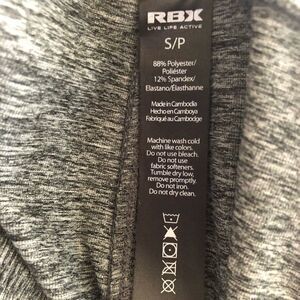 RBX
LIVE LIFE ACTIVE
S/P
88% Polyester/
Poliéster
12% Spandex/
Elastano/Elasthanne
Made in Cambodia
Hecho en Camboya
Fabriqué au Cambodge
Machine wash cold
with like colors.
Do not use bleach.
Do not use
fabric softeners.
Tumble dry low,
remove promptly.
Do not iron.
Do not dry clean.